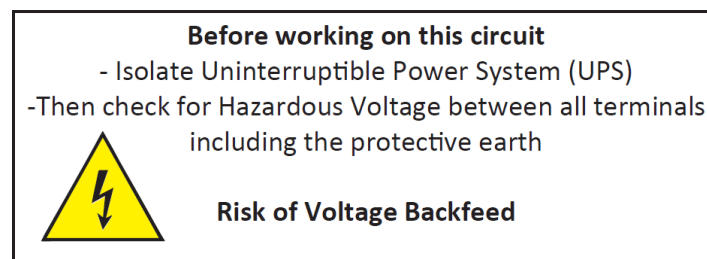 Before working on this circuit
- Isolate Uninterruptible Power System (UPS)
-Then check for Hazardous Voltage between all terminals
including the protective earth
Risk of Voltage Backfeed